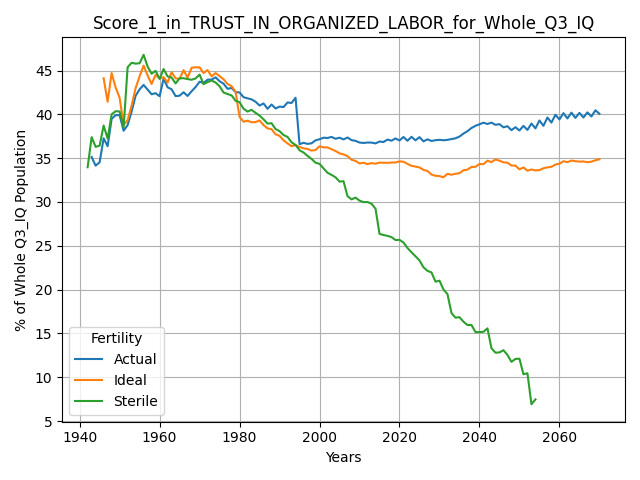 Score_1_in_TRUST_IN_ORGANIZED_LABOR_for_Whole_Q3_IQ
% of Whole Q3_IQ Population
45
40
35
30
25
20
15
10
5
Fertility
Actual
Ideal
Sterile
1940 1960 1980 2000 2020 2040 2060
Years